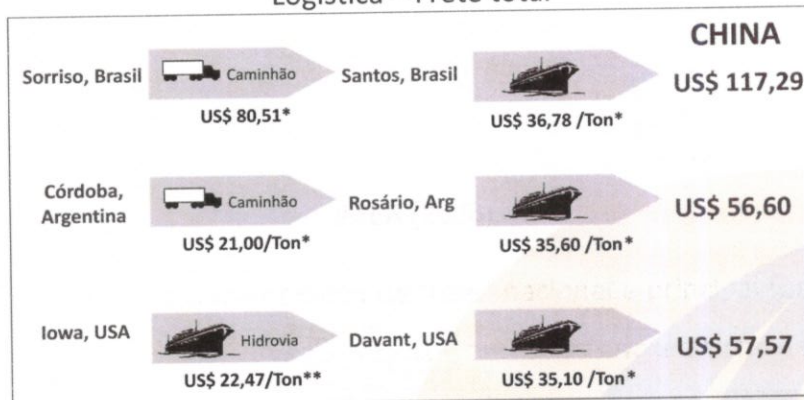 Logística – Frete total
CHINA
Sorriso, Brasil
Caminhão
Santos, Brasil
US$ 117,29
US$ 80,51*
US$ 36,78 /Ton*
Córdoba,
Argentina
Caminhão
Rosário, Arg
US$ 56,60
US$ 21,00/Ton*
US$ 35,60 /Ton*
Iowa, USA
Hidrovia
Davant, USA
US$ 57,57
US$ 22,47/Ton**
US$ 35,10 /Ton*